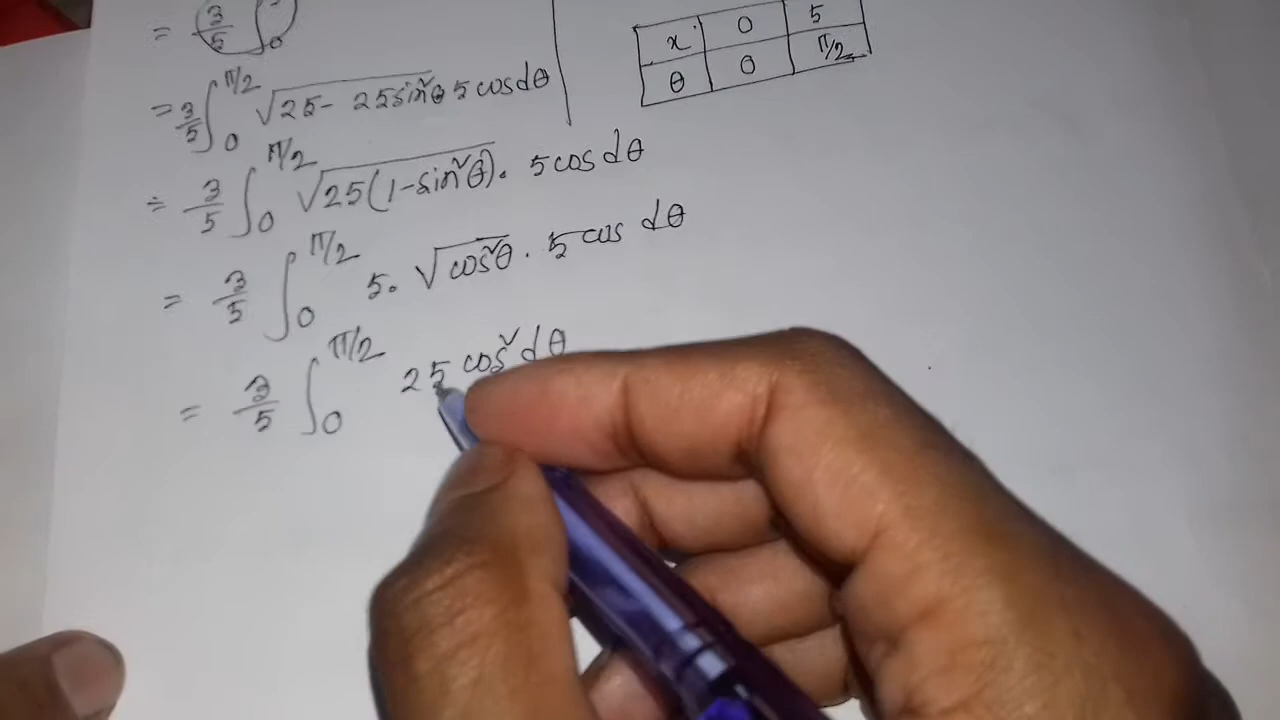 = 3/5 ∫₀
= 3/5 ∫₀^π/2 √25 - 25sin²θ 5 cos dθ
= 3/5 ∫₀^π/2 √25(1-sin²θ) . 5 cos dθ
= 3/5 ∫₀^π/2 5. √cos²θ . 5 cos dθ
= 3/5 ∫₀^π/2 25 cos² dθ
x 0 5
θ 0 π/2